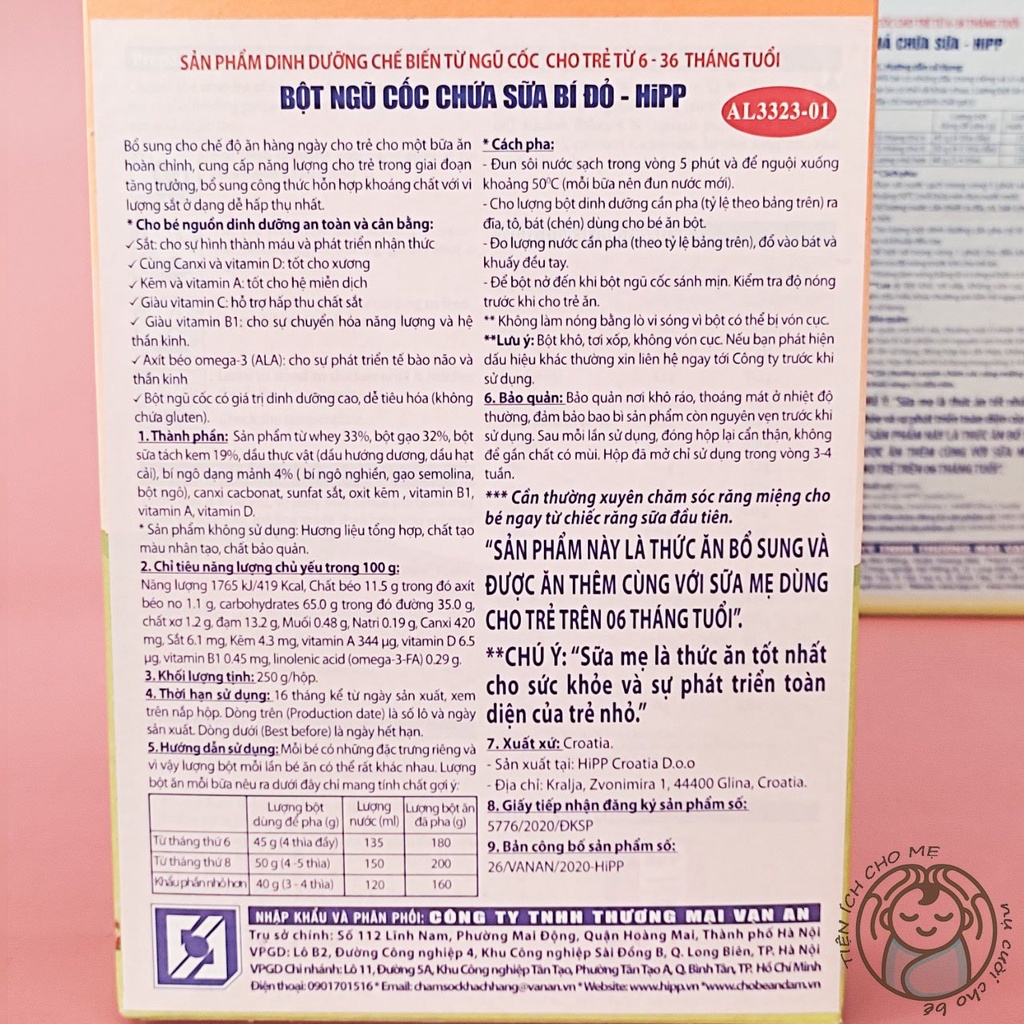 SẢN PHẨM DINH DƯỠNG CHẾ BIẾN TỪ NGŨ CỐC CHO TRẺ TỪ 6 - 36 THÁNG TUỔI
BỘT NGŨ CỐC CHỨA SỮA BÍ ĐỎ - HiPP
AL3323-01
Bổ sung cho chế độ ăn hàng ngày cho trẻ cho một bữa ăn
hoàn chỉnh, cung cấp năng lượng cho trẻ trong giai đoạn
tăng trưởng, bổ sung công thức hỗn hợp khoáng chất với vi
lượng sắt ở dạng dễ hấp thụ nhất.
* Cho bé nguồn dinh dưỡng an toàn và cân bằng:
✓ Sắt: cho sự hình thành máu và phát triển nhận thức
✓ Cùng Canxi và vitamin D: tốt cho xương
✓ Kẽm và vitamin A: tốt cho hệ miễn dịch
✓ Giàu vitamin C: hỗ trợ hấp thu chất sắt
✓ Giàu vitamin B1: cho sự chuyển hóa năng lượng và hệ
thần kinh.
✓ Axít béo omega-3 (ALA): cho sự phát triển tế bào não và
thần kinh
✓ Bột ngũ cốc có giá trị dinh dưỡng cao, dễ tiêu hóa (không
chứa gluten).
1. Thành phần: Sản phẩm từ whey 33%, bột gạo 32%, bột
sữa tách kem 19%, dầu thực vật (dầu hướng dương, dầu hạt
cải), bí ngô dạng mảnh 4% ( bí ngô nghiền, gạo semolina,
bột ngô), canxi cacbonat, sunfat sắt, oxit kẽm , vitamin B1,
vitamin A, vitamin D.
* Sản phẩm không sử dụng: Hương liệu tổng hợp, chất tạo
màu nhân tạo, chất bảo quản.
2. Chỉ tiêu năng lượng chủ yếu trong 100 g:
Năng lượng 1765 kJ/419 Kcal, Chất béo 11.5 g trong đó axít
béo no 1.1 g, carbohydrates 65.0 g trong đó đường 35.0 g,
chất xơ 1.2 g, đạm 13.2 g, Muối 0.48 g, Natri 0.19 g, Canxi 420
mg, Sắt 6.1 mg, Kẽm 4.3 mg, vitamin A 344 µg, vitamin D 6.5
µg, vitamin B1 0.45 mg, linolenic acid (omega-3-FA) 0.29 g.
3. Khối lượng tịnh: 250 g/hộp.
4. Thời hạn sử dụng: 16 tháng kể từ ngày sản xuất, xem
trên nắp hộp. Dòng trên (Production date) là số lô và ngày
sản xuất. Dòng dưới (Best before) là ngày hết hạn.
5. Hướng dẫn sử dụng: Mỗi bé có những đặc trưng riêng và
vì vậy lượng bột mỗi lần bé ăn có thể rất khác nhau. Lượng
bột ăn mỗi bữa nêu ra dưới đây chỉ mang tính chất gợi ý:
Lượng bột dùng để pha (g) Lượng nước (ml) Lượng bột ăn đã pha (g)
Từ tháng thứ 6 45 g (4 thìa đầy) 135 180
Từ tháng thứ 8 50 g (4 -5 thìa) 150 200
Khẩu phần nhỏ hơn 40 g (3 - 4 thìa) 120 160
* Cách pha:
- Đun sôi nước sạch trong vòng 5 phút và để nguội xuống
khoảng 50⁰C (mỗi bữa nên đun nước mới).
- Cho lượng bột dinh dưỡng cần pha (tỷ lệ theo bảng trên) ra
đĩa, tô, bát (chén) dùng cho bé ăn bột.
- Đo lượng nước cần pha (theo tỷ lệ bảng trên), đổ vào bát và
khuấy đều tay.
- Để bột nở đến khi bột ngũ cốc sánh mịn. Kiểm tra độ nóng
trước khi cho trẻ ăn.
** Không làm nóng bằng lò vi sóng vì bột có thể bị vón cục.
**Lưu ý: Bột khô, tơi xốp, không vón cục. Nếu bạn phát hiện
dấu hiệu khác thường xin liên hệ ngay tới Công ty trước khi
sử dụng.
6. Bảo quản: Bảo quản nơi khô ráo, thoáng mát ở nhiệt độ
thường, đảm bảo bao bì sản phẩm còn nguyên vẹn trước khi
sử dụng. Sau mỗi lần sử dụng, đóng hộp lại cẩn thận, không
để gần chất có mùi. Hộp đã mở chỉ sử dụng trong vòng 3-4
tuần.
*** Cần thường xuyên chăm sóc răng miệng cho
bé ngay từ chiếc răng sữa đầu tiên.
“SẢN PHẨM NÀY LÀ THỨC ĂN BỔ SUNG VÀ
ĐƯỢC ĂN THÊM CÙNG VỚI SỮA MẸ DÙNG
CHO TRẺ TRÊN 06 THÁNG TUỔI”.
**CHÚ Ý: “Sữa mẹ là thức ăn tốt nhất
cho sức khỏe và sự phát triển toàn
diện của trẻ nhỏ.”
7. Xuất xứ: Croatia.
- Sản xuất tại: HiPP Croatia D.o.o
- Địa chỉ: Kralja, Zvonimira 1, 44400 Glina, Croatia.
8. Giấy tiếp nhận đăng ký sản phẩm số:
5776/2020/ĐKSP
9. Bản công bố sản phẩm số:
26/VANAN/2020-HiPP
NHẬP KHẨU VÀ PHÂN PHỐI: CÔNG TY TNHH THƯƠNG MẠI VẠN AN
Trụ sở chính: Số 112 Lĩnh Nam, Phường Mai Động, Quận Hoàng Mai, Thành phố Hà Nội
VPGD: Lô B2, Đường Công nghiệp 4, Khu Công nghiệp Sài Đồng B, Q. Long Biên, TP. Hà Nội
VPGD Chi nhánh: Lô 11, Đường 5A, Khu Công nghiệp Tân Tạo, Phường Tân Tạo A, Q. Bình Tân, TP. Hồ Chí Minh
Điện thoại: 0901701516 * Email: chamsockhachhang@vanan.vn * Website: www.hipp.vn *www.chobeandam.vn
TIỆN ÍCH CHO MẸ
nụ cười cho bé
CHỨA SỮA - HiPP